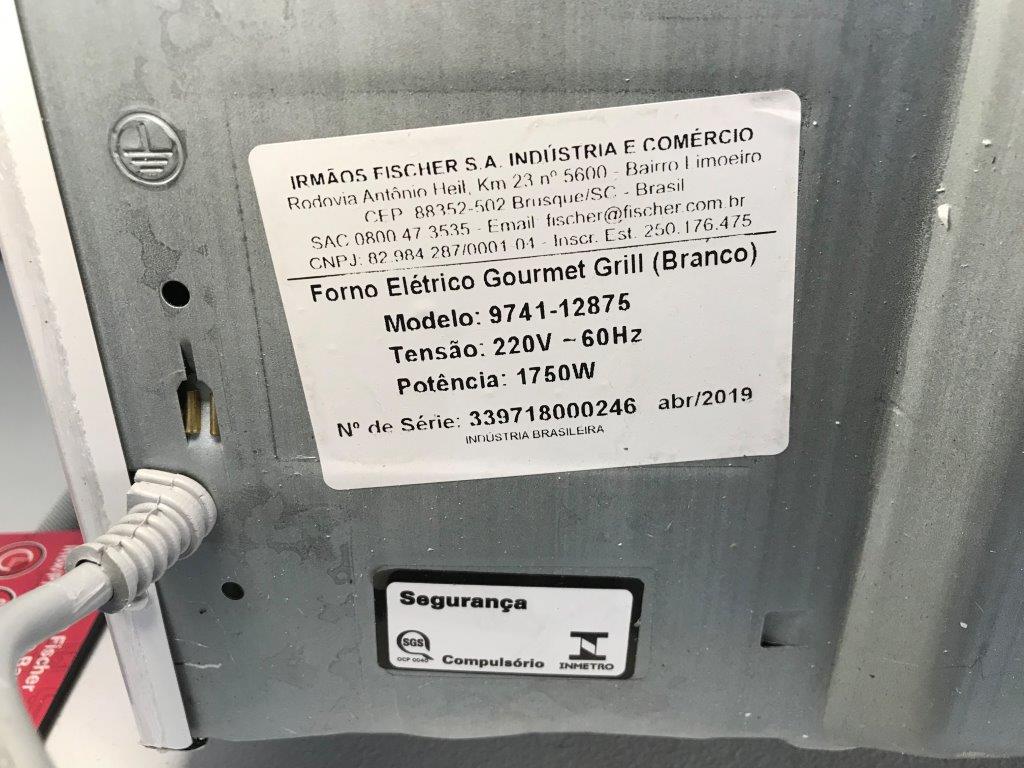 IRMÃOS FISCHER S.A. INDÚSTRIA E COMÉRCIO
Rodovia Antônio Heil, Km 23 nº 5600 - Bairro Limoeiro
CEP 88352-502 Brusque/SC - Brasil
SAC 0800 47 3535 - Email: fischer@fischer.com.br
CNPJ: 82.984.287/0001-04 - Inscr. Est. 250.176.475
Forno Elétrico Gourmet Grill (Branco)
Modelo: 9741-12875
Tensão: 220V ~ 60Hz
Potência: 1750W
Nº de Série: 339718000246 abr/2019
INDÚSTRIA BRASILEIRA
Segurança
SGS
OCP 0040
Compulsório
INMETRO
Fischer